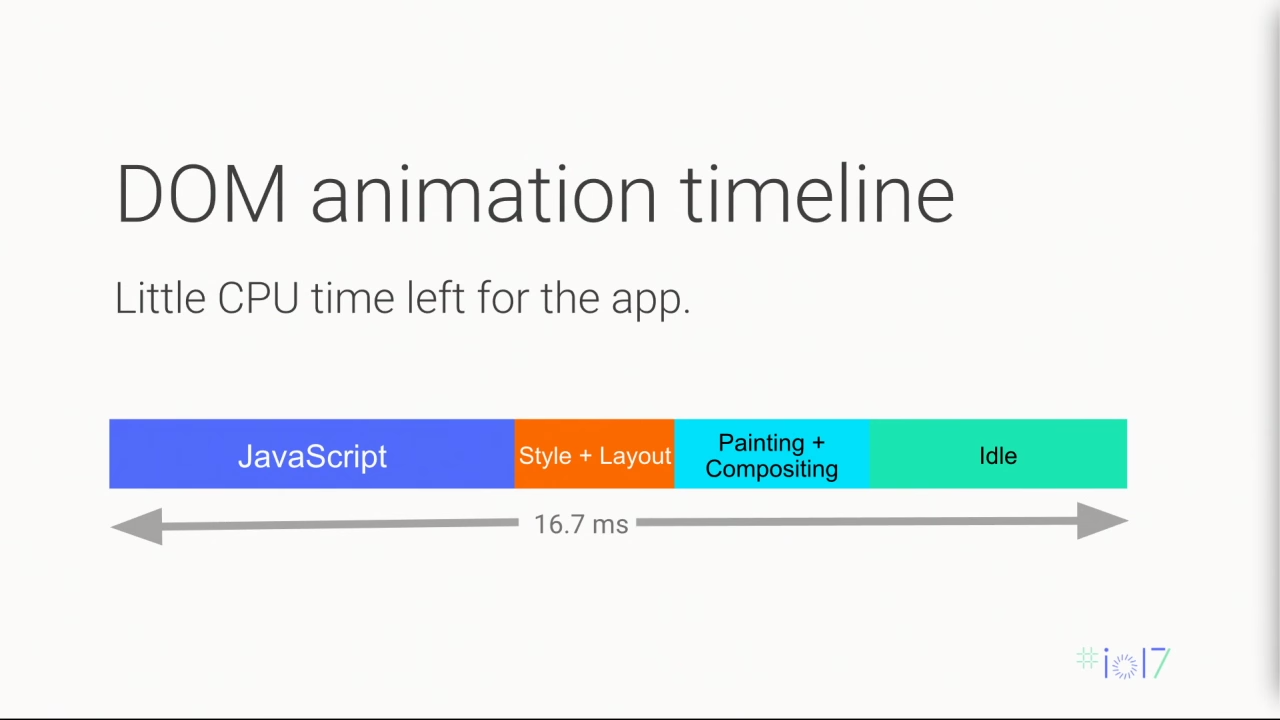 DOM animation timeline
Little CPU time left for the app.
JavaScript
Style + Layout
Painting +
Compositing
Idle
16.7 ms
#io17